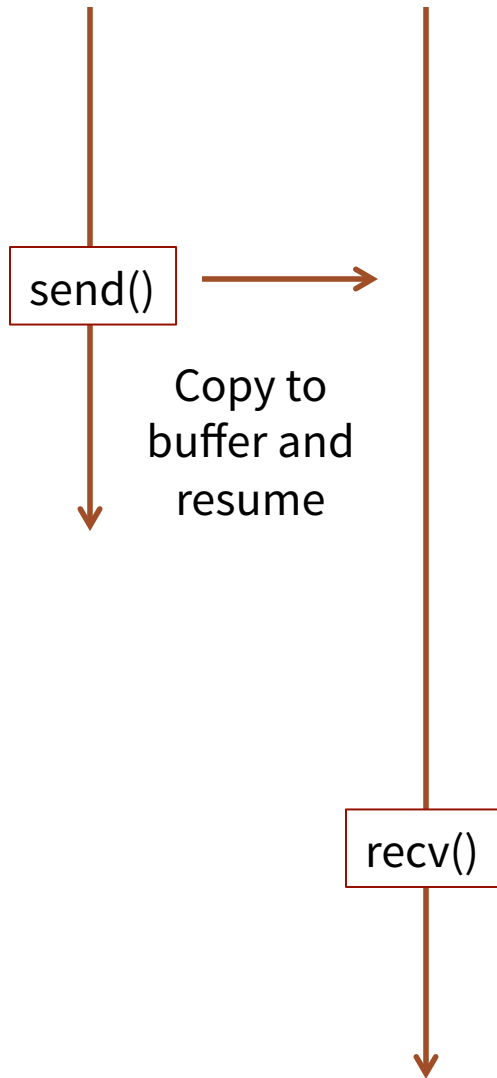 send()
Copy to
buffer and
resume
recv()